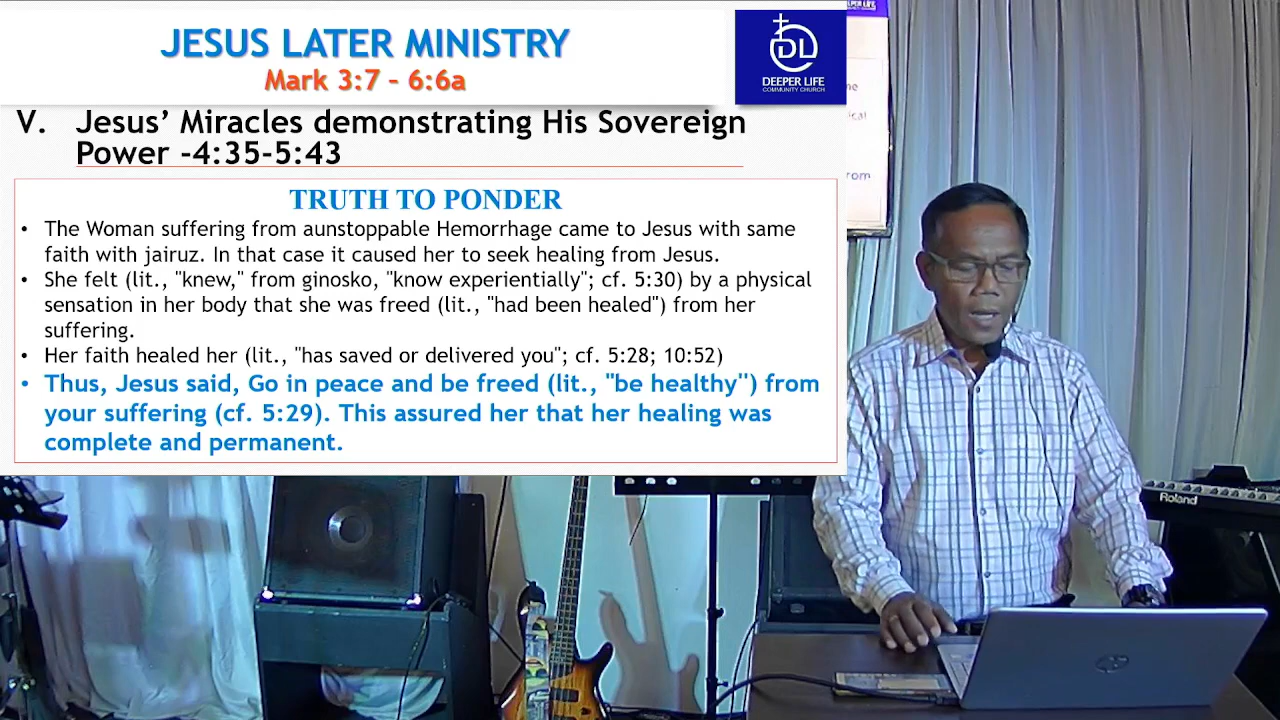 JESUS LATER MINISTRY
Mark 3:7 – 6:6a
DL
DEEPER LIFE
COMMUNITY CHURCH
V. Jesus’ Miracles demonstrating His Sovereign
Power -4:35-5:43
TRUTH TO PONDER
• The Woman suffering from aunstoppable Hemorrhage came to Jesus with same
faith with jairuz. In that case it caused her to seek healing from Jesus.
• She felt (lit., "knew," from ginosko, "know experientially"; cf. 5:30) by a physical
sensation in her body that she was freed (lit., "had been healed") from her
suffering.
• Her faith healed her (lit., "has saved or delivered you"; cf. 5:28; 10:52)
• Thus, Jesus said, Go in peace and be freed (lit., "be healthy") from
your suffering (cf. 5:29). This assured her that her healing was
complete and permanent.
Roland
hp